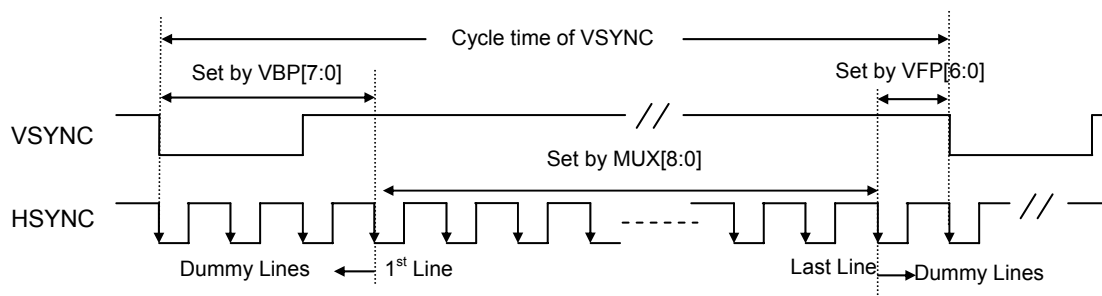 Cycle time of VSYNC
Set by VBP[7:0]
Set by VFP[6:0]
VSYNC
Set by MUX[8:0]
HSYNC
Dummy Lines
1st Line
Last Line
Dummy Lines